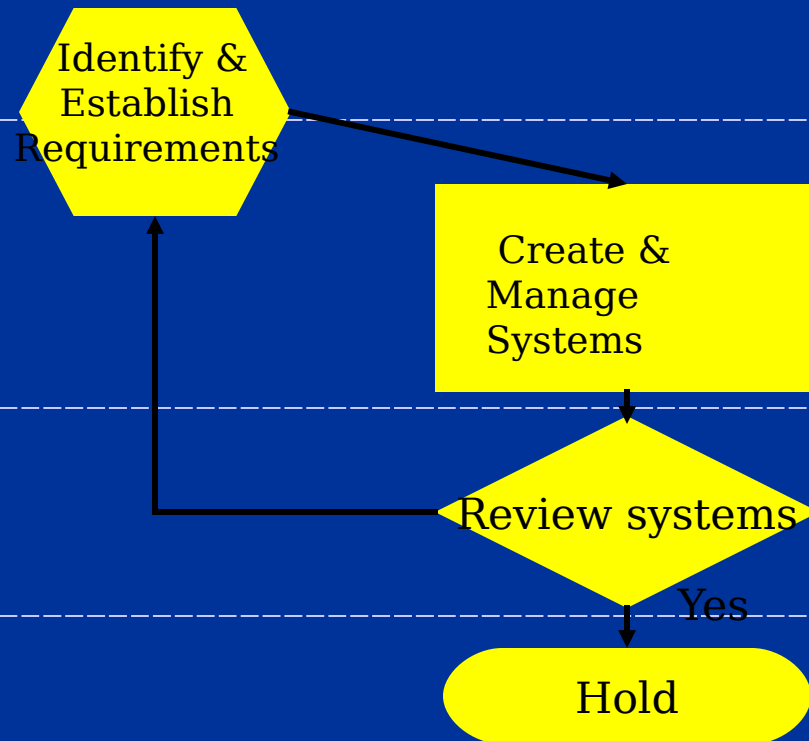 Identify &
Establish
Requirements
Create &
Manage
Systems
Review systems
Yes
Hold